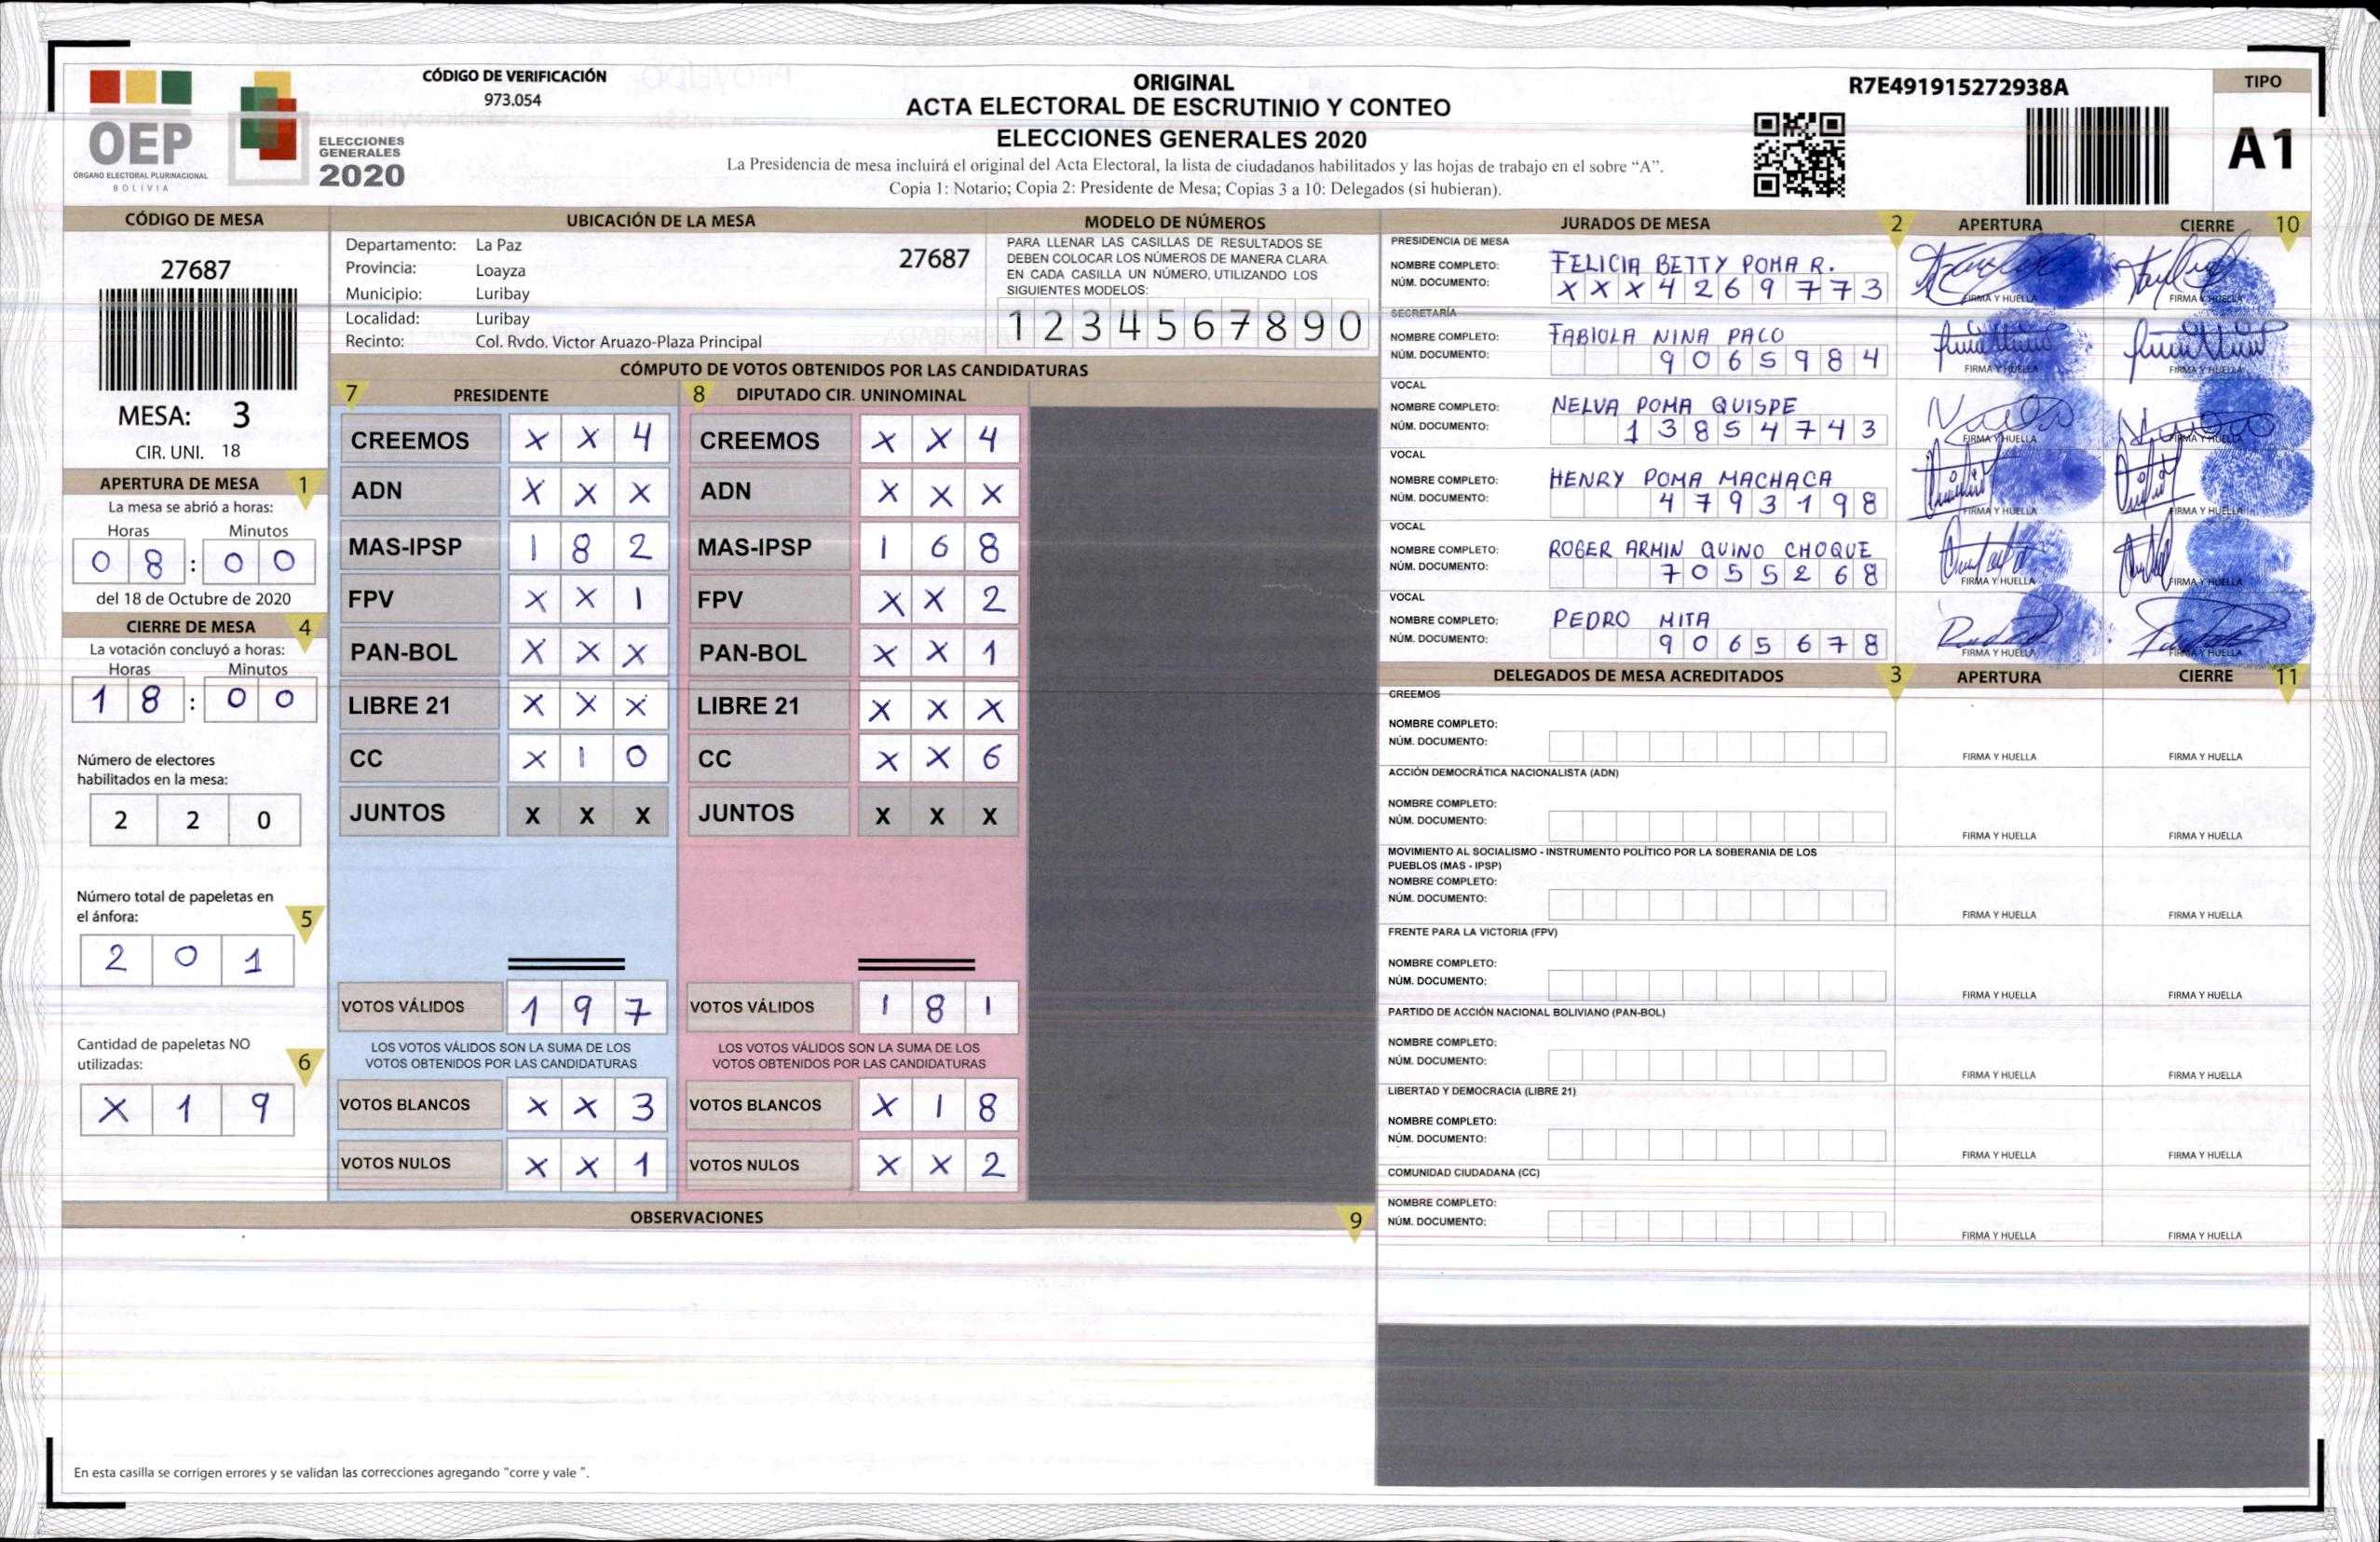 OEP
ÓRGANO ELECTORAL PLURINACIONAL
BOLIVIA
ELECCIONES
GENERALES
2020
CÓDIGO DE VERIFICACIÓN
973.054
ORIGINAL
ACTA ELECTORAL DE ESCRUTINIO Y CONTEO
ELECCIONES GENERALES 2020
La Presidencia de mesa incluirá el original del Acta Electoral, la lista de ciudadanos habilitados y las hojas de trabajo en el sobre “A”.
Copia 1: Notario; Copia 2: Presidente de Mesa; Copias 3 a 10: Delegados (si hubieran).
R7E491915272938A
TIPO
A1
CÓDIGO DE MESA
27687
MESA: 3
CIR. UNI. 18
APERTURA DE MESA 1
La mesa se abrió a horas:
Horas Minutos
0 8 : 0 0
del 18 de Octubre de 2020
CIERRE DE MESA 4
La votación concluyó a horas:
Horas Minutos
1 8 : 0 0
Número de electores
habilitados en la mesa:
2 2 0
Número total de papeletas en
el ánfora: 5
2 0 1
Cantidad de papeletas NO
utilizadas: 6
X 1 9
UBICACIÓN DE LA MESA
Departamento: La Paz
27687
Provincia: Loayza
Municipio: Luribay
Localidad: Luribay
Recinto: Col. Rvdo. Victor Aruazo-Plaza Principal
MODELO DE NÚMEROS
PARA LLENAR LAS CASILLAS DE RESULTADOS SE
DEBEN COLOCAR LOS NÚMEROS DE MANERA CLARA
EN CADA CASILLA UN NÚMERO, UTILIZANDO LOS
SIGUIENTES MODELOS:
1 2 3 4 5 6 7 8 9 0
CÓMPUTO DE VOTOS OBTENIDOS POR LAS CANDIDATURAS
7 PRESIDENTE 8 DIPUTADO CIR. UNINOMINAL
CREEMOS X X 4 CREEMOS X X 4
ADN X X X ADN X X X
MAS-IPSP 1 8 2 MAS-IPSP 1 6 8
FPV X X 1 FPV X X 2
PAN-BOL X X X PAN-BOL X X 1
LIBRE 21 X X X LIBRE 21 X X X
CC X 1 0 CC X X 6
JUNTOS X X X JUNTOS X X X
VOTOS VÁLIDOS 1 9 7 VOTOS VÁLIDOS 1 8 1
LOS VOTOS VÁLIDOS SON LA SUMA DE LOS LOS VOTOS VÁLIDOS SON LA SUMA DE LOS
VOTOS OBTENIDOS POR LAS CANDIDATURAS VOTOS OBTENIDOS POR LAS CANDIDATURAS
VOTOS BLANCOS X X 3 VOTOS BLANCOS X 1 8
VOTOS NULOS X X 1 VOTOS NULOS X X 2
OBSERVACIONES 9
En esta casilla se corrigen errores y se validan las correcciones agregando "corre y vale ".
JURADOS DE MESA 2 APERTURA CIERRE 10
PRESIDENCIA DE MESA
NOMBRE COMPLETO: FELICIA BETTY POMA R.
NÚM. DOCUMENTO: X X X 4 2 6 9 7 7 3
FIRMA Y HUELLA FIRMA Y HUELLA
SECRETARÍA
NOMBRE COMPLETO: FABIOLA NINA PACO
NÚM. DOCUMENTO: 9 0 6 5 9 8 4
FIRMA Y HUELLA FIRMA Y HUELLA
VOCAL
NOMBRE COMPLETO: NELVA POMA QUISPE
NÚM. DOCUMENTO: 1 3 8 5 4 7 4 3
FIRMA Y HUELLA FIRMA Y HUELLA
VOCAL
NOMBRE COMPLETO: HENRY POMA MACHACA
NÚM. DOCUMENTO: 4 7 9 3 1 9 8
FIRMA Y HUELLA FIRMA Y HUELLA
VOCAL
NOMBRE COMPLETO: ROGER ARMIN QUINO CHOQUE
NÚM. DOCUMENTO: 7 0 5 5 2 6 8
FIRMA Y HUELLA FIRMA Y HUELLA
VOCAL
NOMBRE COMPLETO: PEDRO MITA
NÚM. DOCUMENTO: 9 0 6 5 6 7 8
FIRMA Y HUELLA FIRMA Y HUELLA
DELEGADOS DE MESA ACREDITADOS 3 APERTURA CIERRE 11
CREEMOS
NOMBRE COMPLETO:
NÚM. DOCUMENTO:
FIRMA Y HUELLA FIRMA Y HUELLA
ACCIÓN DEMOCRÁTICA NACIONALISTA (ADN)
NOMBRE COMPLETO:
NÚM. DOCUMENTO:
FIRMA Y HUELLA FIRMA Y HUELLA
MOVIMIENTO AL SOCIALISMO - INSTRUMENTO POLÍTICO POR LA SOBERANIA DE LOS
PUEBLOS (MAS - IPSP)
NOMBRE COMPLETO:
NÚM. DOCUMENTO:
FIRMA Y HUELLA FIRMA Y HUELLA
FRENTE PARA LA VICTORIA (FPV)
NOMBRE COMPLETO:
NÚM. DOCUMENTO:
FIRMA Y HUELLA FIRMA Y HUELLA
PARTIDO DE ACCIÓN NACIONAL BOLIVIANO (PAN-BOL)
NOMBRE COMPLETO:
NÚM. DOCUMENTO:
FIRMA Y HUELLA FIRMA Y HUELLA
LIBERTAD Y DEMOCRACIA (LIBRE 21)
NOMBRE COMPLETO:
NÚM. DOCUMENTO:
FIRMA Y HUELLA FIRMA Y HUELLA
COMUNIDAD CIUDADANA (CC)
NOMBRE COMPLETO:
NÚM. DOCUMENTO:
FIRMA Y HUELLA FIRMA Y HUELLA